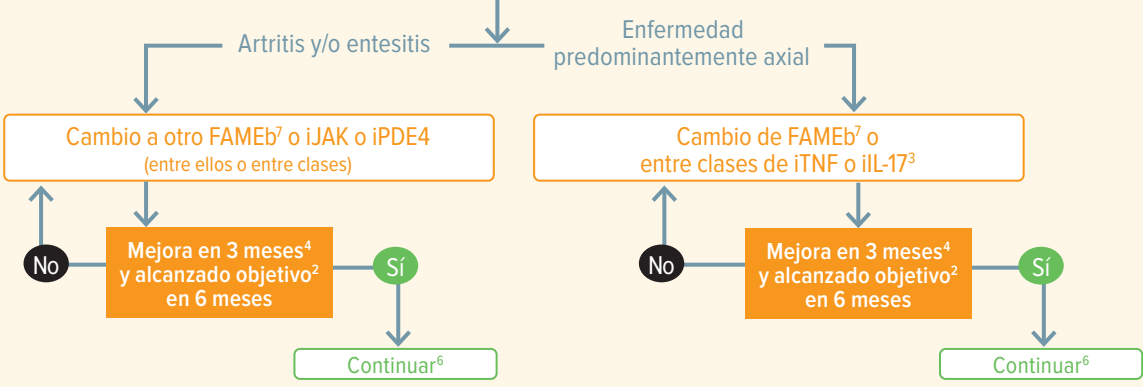 Artritis y/o entesitis
Enfermedad
predominantemente axial
Cambio a otro FAMEb⁷ o iJAK o iPDE4
(entre ellos o entre clases)
No
Mejora en 3 meses⁴
y alcanzado objetivo²
en 6 meses
Sí
Continuar⁶
Cambio de FAMEb⁷ o
entre clases de iTNF o iIL-17³
No
Mejora en 3 meses⁴
y alcanzado objetivo²
en 6 meses
Sí
Continuar⁶